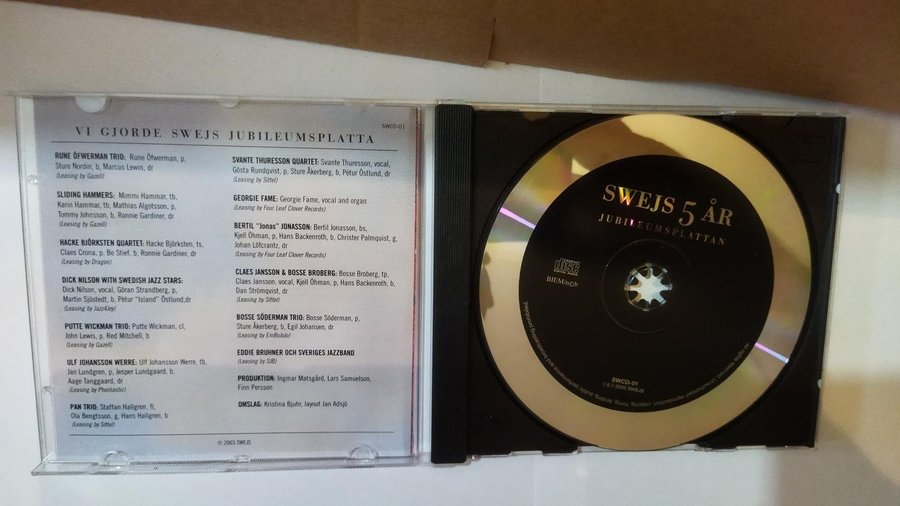 SWCD-01
VI GJORDE SWEJS JUBILEUMSPLATTA
RUNE ÖFWERMAN TRIO: Rune Öfwerman, p,
Sture Nordin, b, Marcus Lewin, dr
(Leasing by Gazell)
SLIDING HAMMERS: Mimmi Hammar, tb,
Karin Hammar, tb, Mathias Algotsson, p,
Tommy Johnsson, b, Ronnie Gardiner, dr
(Leasing by Gazell)
HACKE BJÖRKSTEN QUARTET: Hacke Björksten, ts,
Claes Crona, p, Bo Stief, b, Ronnie Gardiner, dr
(Leasing by Dragon)
DICK NILSON WITH SWEDISH JAZZ STARS:
Dick Nilson, vocal, Göran Strandberg, p,
Martin Sjöstedt, b, Pétur "Island" Östlund,dr
(Leasing by Jazz4Joy)
PUTTE WICKMAN TRIO: Putte Wickman, cl,
John Lewis, p, Red Mitchell, b
(Leasing by Gazell)
ULF JOHANSSON WERRE: Ulf Johansson Werre, tb,
Jan Lundgren, p, Jesper Lundgaard, b,
Aage Tanggaard, dr
(Leasing by Phontastic)
PAN TRIO: Staffan Hallgren, fl,
Ola Bengtsson, g, Hans Hallgren, b
(Leasing by Sittel)
SVANTE THURESSON QUARTET: Svante Thuresson, vocal,
Gösta Rundqvist, p, Sture Åkerberg, b, Petur Östlund, dr
(Leasing by Sittel)
GEORGIE FAME: Georgie Fame, vocal and organ
(Leasing by Four Leaf Clover Records)
BERTIL "Jonas" JONASSON: Bertil Jonasson, bs,
Kjell Öhman, p, Hans Backenroth, b, Christer Palmquist, g,
Johan Löfcrantz, dr
(Leasing by Four Leaf Clover Records)
CLAES JANSSON & BOSSE BROBERG: Bosse Broberg, tp,
Claes Jansson, vocal, Kjell Öhman, p, Hans Backenroth, b,
Dan Strömqvist, dr
(Leasing by Sittel)
BOSSE SÖDERMAN TRIO: Bosse Söderman, p,
Sture Åkerberg, b, Egil Johansen, dr
(Leasing by EmBoJole)
EDDIE BRUHNER OCH SVERIGES JAZZBAND
(Leasing by SJB)
PRODUKTION: Ingmar Matsgård, Lars Samuelson,
Finn Persson
OMSLAG: Kristina Bjuhr, layout Jan Adsjö
℗ 2003 SWEJS
SWEJS 5 ÅR
JUBILEUMSPLATTAN
COMPACT
disc
DIGITAL AUDIO
BIEM/n©b
SWCD-01
℗& © 2003 SWEJS